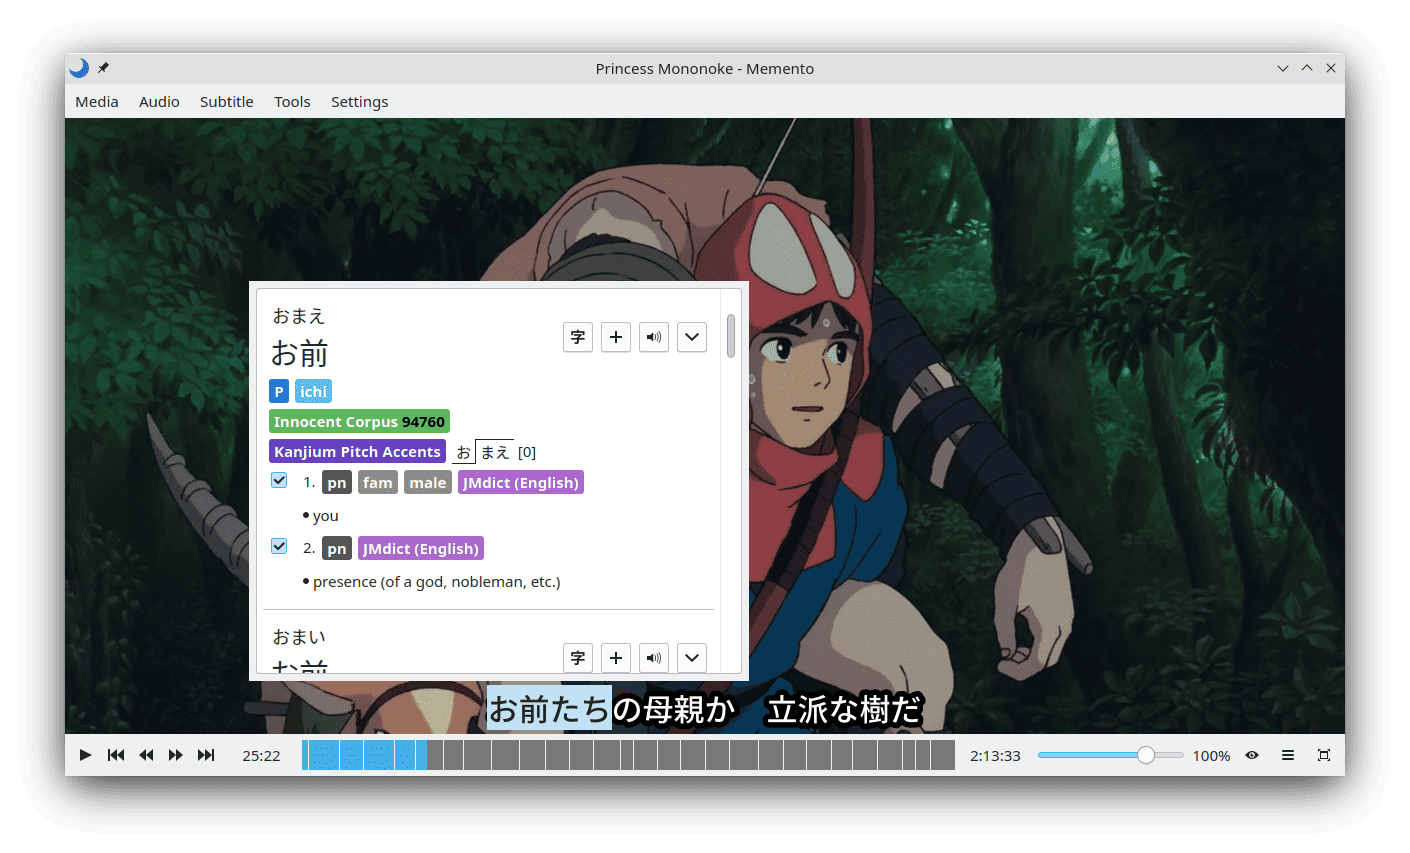 Princess Mononoke - Memento
Media Audio Subtitle Tools Settings
おまえ
お前
字
P ichi
Innocent Corpus 94760
Kanjium Pitch Accents おまえ [0]
1. pn fam male JMdict (English)
• you
2. pn JMdict (English)
• presence (of a god, nobleman, etc.)
おまい
お前
字
お前たちの母親か 立派な樹だ
25:22 2:13:33 100%